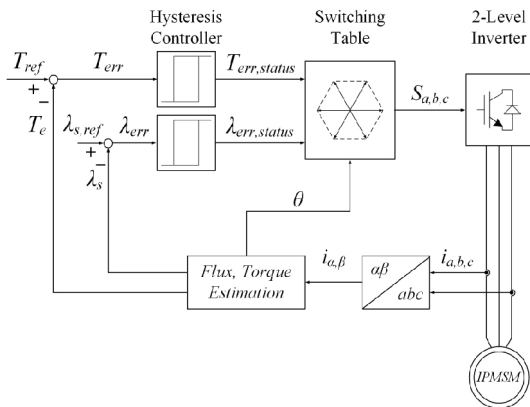 Hysteresis
Controller
Switching
Table
2-Level
Inverter
T_ref
T_err
T_err,status
+ −
T_e
λ_s,ref
λ_err
λ_err,status
+ −
λ_s
S_a,b,c
θ
Flux, Torque
Estimation
i_α,β
αβ
abc
i_a,b,c
IPMSM